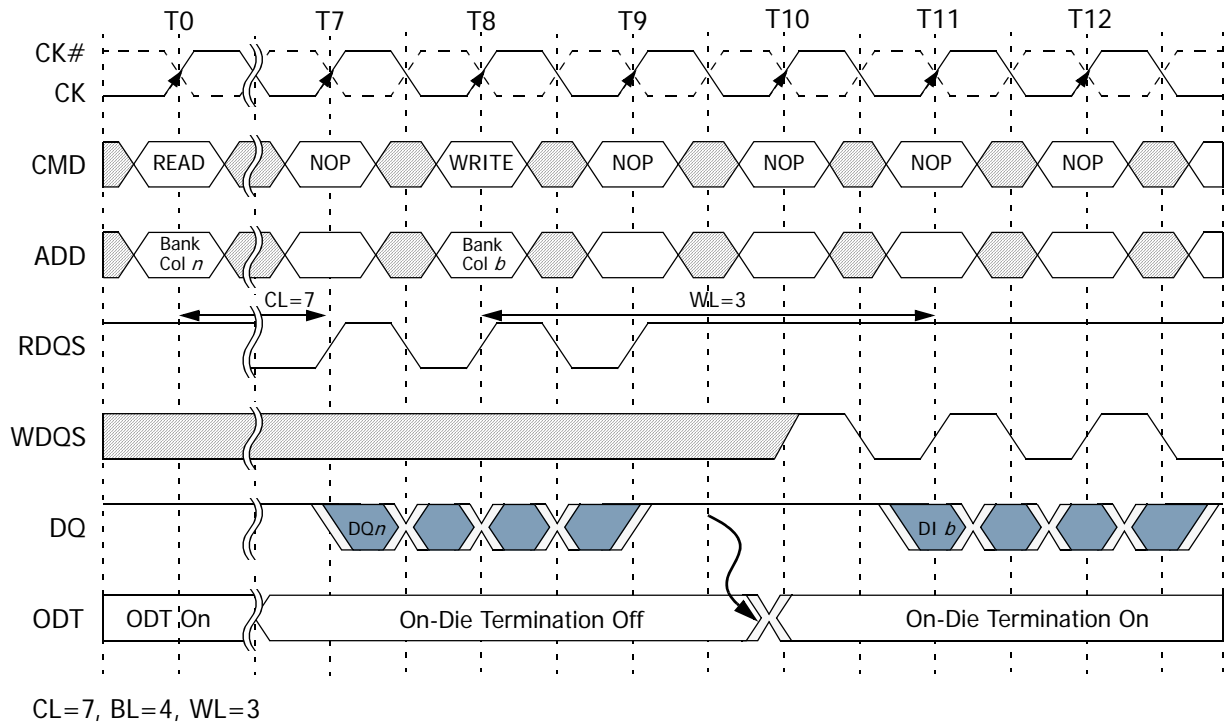 T0 T7 T8 T9 T10 T11 T12
CK#
CK
CMD READ NOP WRITE NOP NOP NOP NOP
ADD Bank Col n Bank Col b
CL=7 WL=3
RDQS
WDQS
DQ DQn DI b
ODT ODT On On-Die Termination Off On-Die Termination On
CL=7, BL=4, WL=3